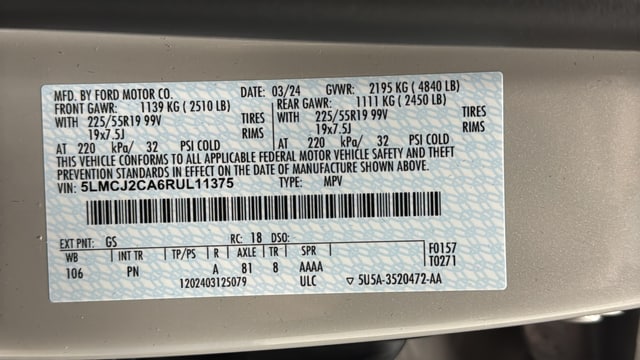 MFD. BY FORD MOTOR CO. DATE: 03/24 GVWR: 2195 KG ( 4840 LB)
FRONT GAWR: 1139 KG ( 2510 LB) REAR GAWR: 1111 KG ( 2450 LB)
WITH 225/55R19 99V TIRES WITH 225/55R19 99V TIRES
19x7.5J RIMS 19x7.5J RIMS
AT 220 kPa/ 32 PSI COLD AT 220 kPa/ 32 PSI COLD
THIS VEHICLE CONFORMS TO ALL APPLICABLE FEDERAL MOTOR VEHICLE SAFETY AND THEFT
PREVENTION STANDARDS IN EFFECT ON THE DATE OF MANUFACTURE SHOWN ABOVE.
VIN: 5LMCJ2CA6RUL11375 TYPE: MPV
EXT PNT: GS RC: 18 DSO: F0157
WB INT TR TP/PS R AXLE TR SPR T0271
106 PN A 81 8 AAAA
1202403125079 ULC ▽ 5U5A-3520472-AA